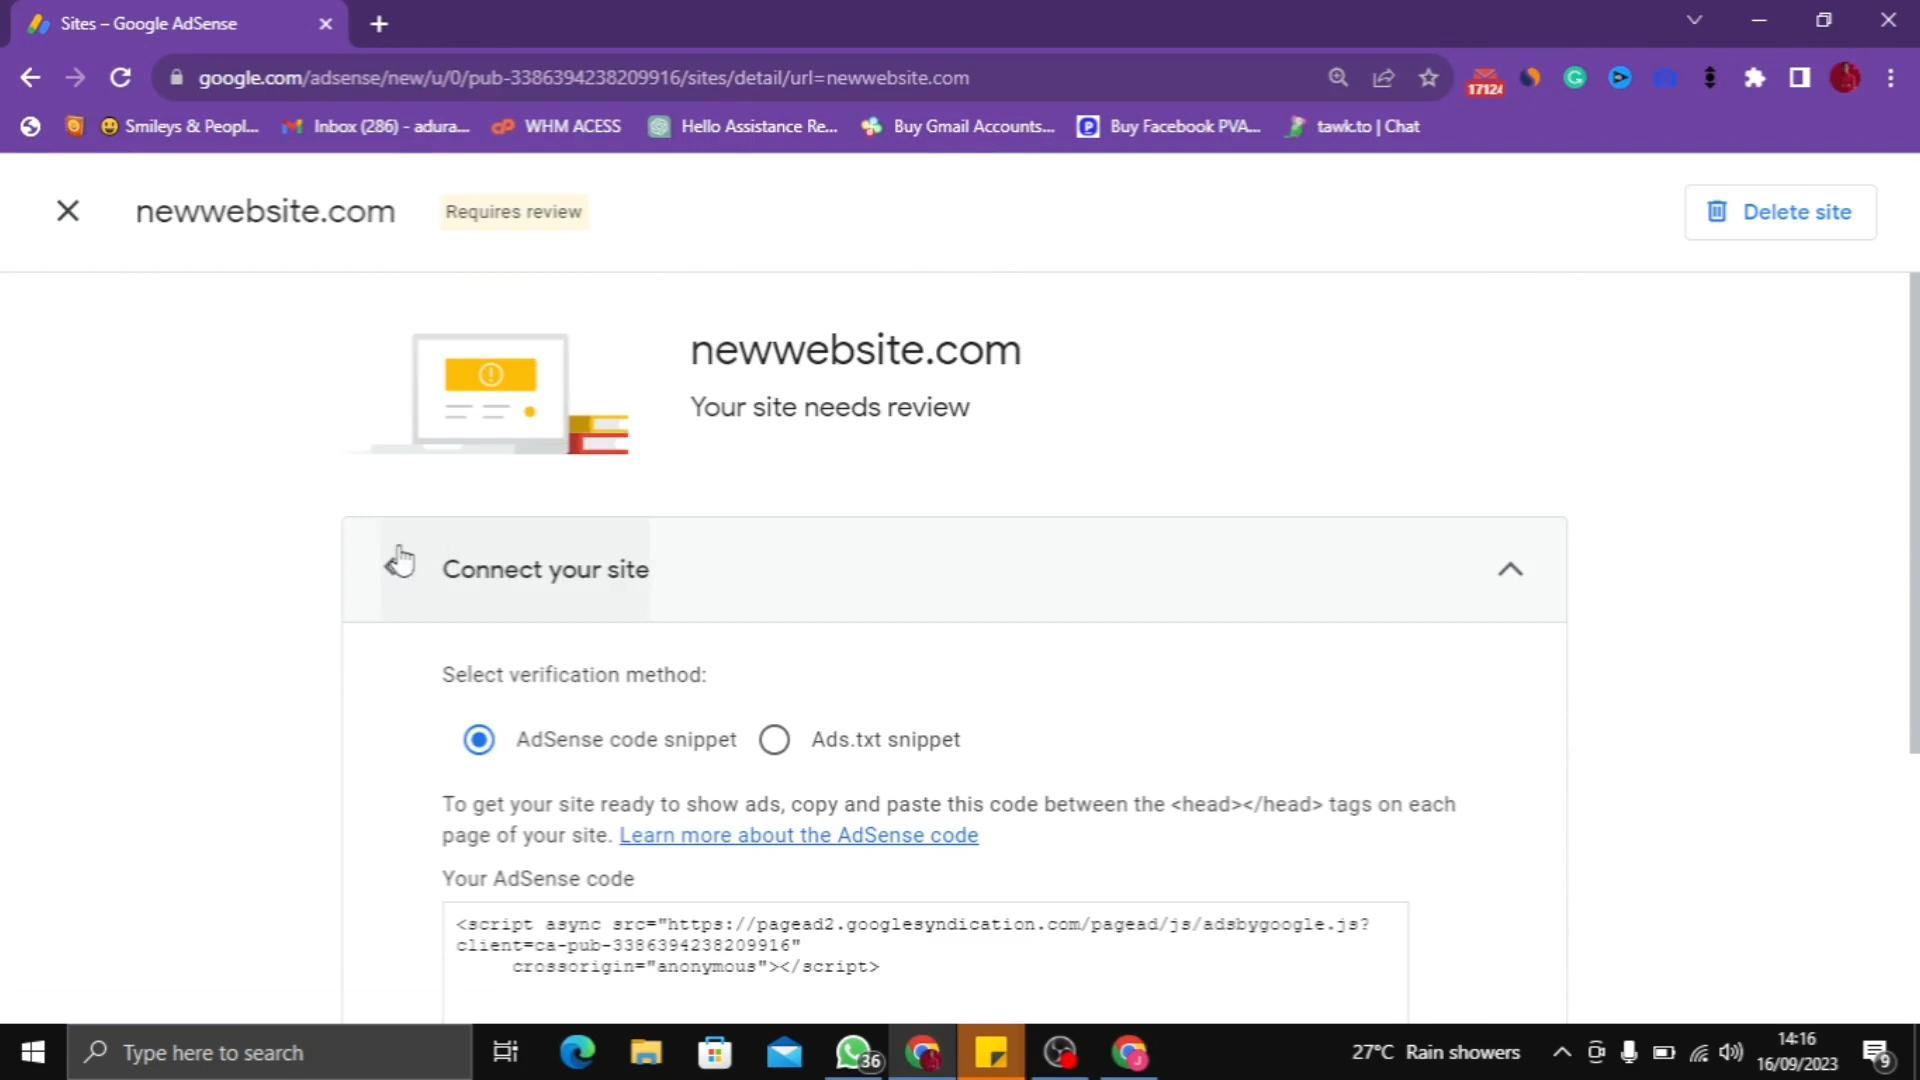 Sites – Google AdSense
google.com/adsense/new/u/0/pub-3386394238209916/sites/detail/url=newwebsite.com
17124
Smileys & Peopl...
Inbox (286) - adura...
WHM ACESS
Hello Assistance Re...
Buy Gmail Accounts...
Buy Facebook PVA...
tawk.to | Chat
newwebsite.com
Requires review
Delete site
newwebsite.com
Your site needs review
Connect your site
Select verification method:
AdSense code snippet
Ads.txt snippet
To get your site ready to show ads, copy and paste this code between the <head></head> tags on each
page of your site. Learn more about the AdSense code
Your AdSense code
<script async src="https://pagead2.googlesyndication.com/pagead/js/adsbygoogle.js?
client=ca-pub-3386394238209916"
crossorigin="anonymous"></script>
Type here to search
36
27°C Rain showers
14:16
16/09/2023
9